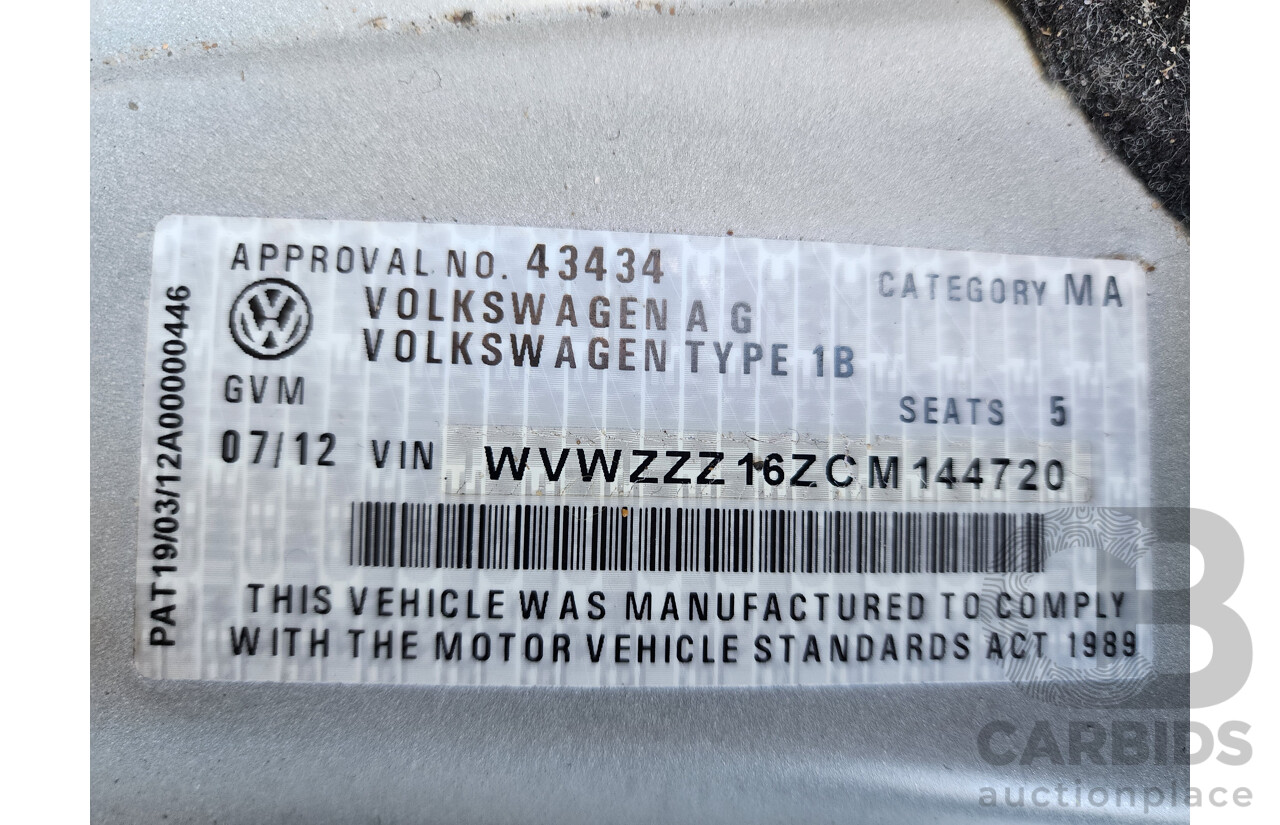 APPROVAL NO. 43434
CATEGORY MA
VOLKSWAGEN A G
VOLKSWAGEN TYPE 1B
GVM
SEATS 5
07/12 VIN WVWZZZ16ZCM144720
THIS VEHICLE WAS MANUFACTURED TO COMPLY
WITH THE MOTOR VEHICLE STANDARDS ACT 1989
PAT19/03/12A00000446
CARBIDS
auctionplace